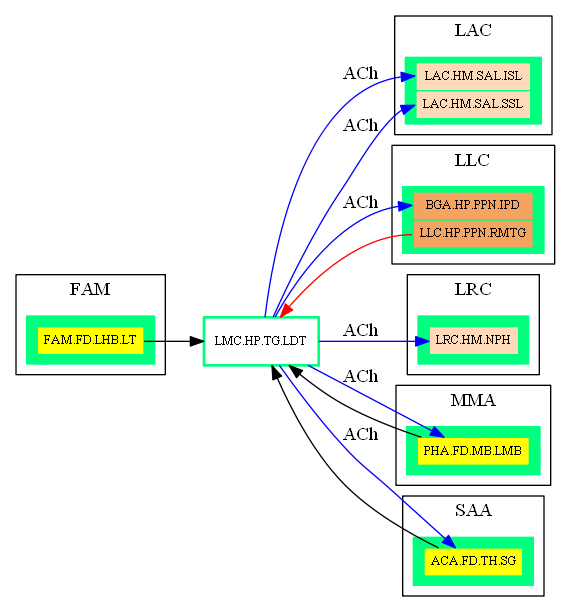 LAC
ACh
LAC.HM.SAL.ISL
LAC.HM.SAL.SSL
ACh
LLC
ACh
BGA.HP.PPN.IPD
LLC.HP.PPN.RMTG
FAM
LRC
FAM.FD.LHB.LT
LMC.HP.TG.LDT
ACh
LRC.HM.NPH
ACh
MMA
ACh
PHA.FD.MB.LMB
SAA
ACA.FD.TH.SG